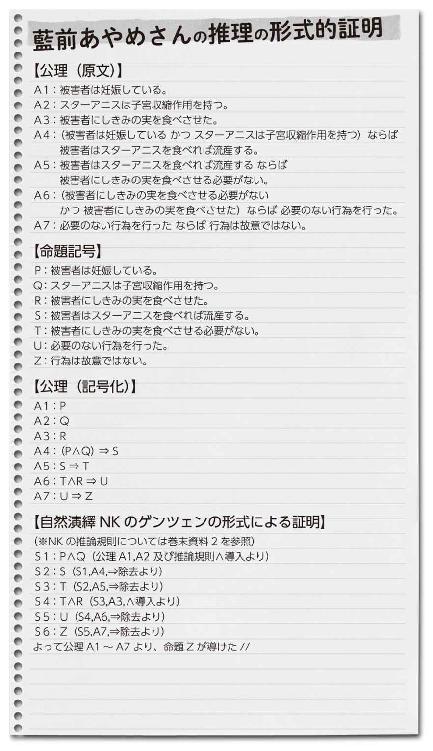 藍前あやめさんの推理の形式的証明
【公理（原文）】
A1：被害者は妊娠している。
A2：スターアニスは子宮収縮作用を持つ。
A3：被害者にしきみの実を食べさせた。
A4：（被害者は妊娠している かつ スターアニスは子宮収縮作用を持つ）ならば
被害者はスターアニスを食べれば流産する。
A5：被害者はスターアニスを食べれば流産する ならば
被害者にしきみの実を食べさせる必要がない。
A6：（被害者にしきみの実を食べさせる必要がない
かつ 被害者にしきみの実を食べさせた）ならば 必要のない行為を行った。
A7：必要のない行為を行った ならば 行為は故意ではない。
【命題記号】
P：被害者は妊娠している。
Q：スターアニスは子宮収縮作用を持つ。
R：被害者にしきみの実を食べさせた。
S：被害者はスターアニスを食べれば流産する。
T：被害者にしきみの実を食べさせる必要がない。
U：必要のない行為を行った。
Z：行為は故意ではない。
【公理（記号化）】
A1：P
A2：Q
A3：R
A4：(P∧Q) ⇒ S
A5：S ⇒ T
A6：T∧R ⇒ U
A7：U ⇒ Z
【自然演繹 NK のゲンツェンの形式による証明】
(※NKの推論規則については巻末資料2を参照)
S1：P∧Q（公理 A1,A2 及び推論規則∧導入より）
S2：S（S1,A4,⇒除去より）
S3：T（S2,A5,⇒除去より）
S4：T∧R（S3,A3,∧導入より）
S5：U（S4,A6,⇒除去より）
S6：Z（S5,A7,⇒除去より）
よって公理 A1 〜 A7 より、命題 Z が導けた //